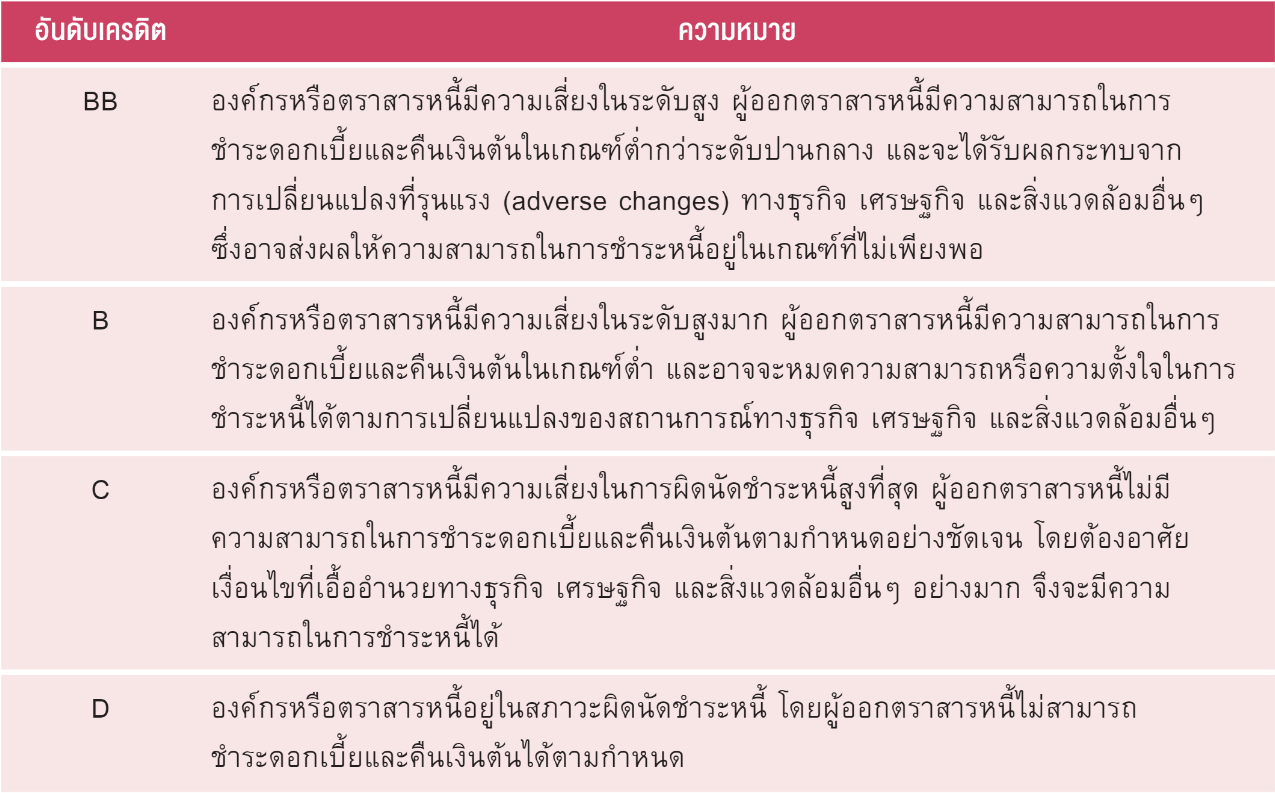 อันดับเครดิต ความหมาย
BB องค์กรหรือตราสารหนี้มีความเสี่ยงในระดับสูง ผู้ออกตราสารหนี้มีความสามารถในการ
ชำระดอกเบี้ยและคืนเงินต้นในเกณฑ์ต่ำกว่าระดับปานกลาง และจะได้รับผลกระทบจาก
การเปลี่ยนแปลงที่รุนแรง (adverse changes) ทางธุรกิจ เศรษฐกิจ และสิ่งแวดล้อมอื่นๆ
ซึ่งอาจส่งผลให้ความสามารถในการชำระหนี้อยู่ในเกณฑ์ที่ไม่เพียงพอ
B องค์กรหรือตราสารหนี้มีความเสี่ยงในระดับสูงมาก ผู้ออกตราสารหนี้มีความสามารถในการ
ชำระดอกเบี้ยและคืนเงินต้นในเกณฑ์ต่ำ และอาจจะหมดความสามารถหรือความตั้งใจในการ
ชำระหนี้ได้ตามการเปลี่ยนแปลงของสถานการณ์ทางธุรกิจ เศรษฐกิจ และสิ่งแวดล้อมอื่นๆ
C องค์กรหรือตราสารหนี้มีความเสี่ยงในการผิดนัดชำระหนี้สูงที่สุด ผู้ออกตราสารหนี้ไม่มี
ความสามารถในการชำระดอกเบี้ยและคืนเงินต้นตามกำหนดอย่างชัดเจน โดยต้องอาศัย
เงื่อนไขที่เอื้ออำนวยทางธุรกิจ เศรษฐกิจ และสิ่งแวดล้อมอื่นๆ อย่างมาก จึงจะมีความ
สามารถในการชำระหนี้ได้
D องค์กรหรือตราสารหนี้อยู่ในสภาวะผิดนัดชำระหนี้ โดยผู้ออกตราสารหนี้ไม่สามารถ
ชำระดอกเบี้ยและคืนเงินต้นได้ตามกำหนด